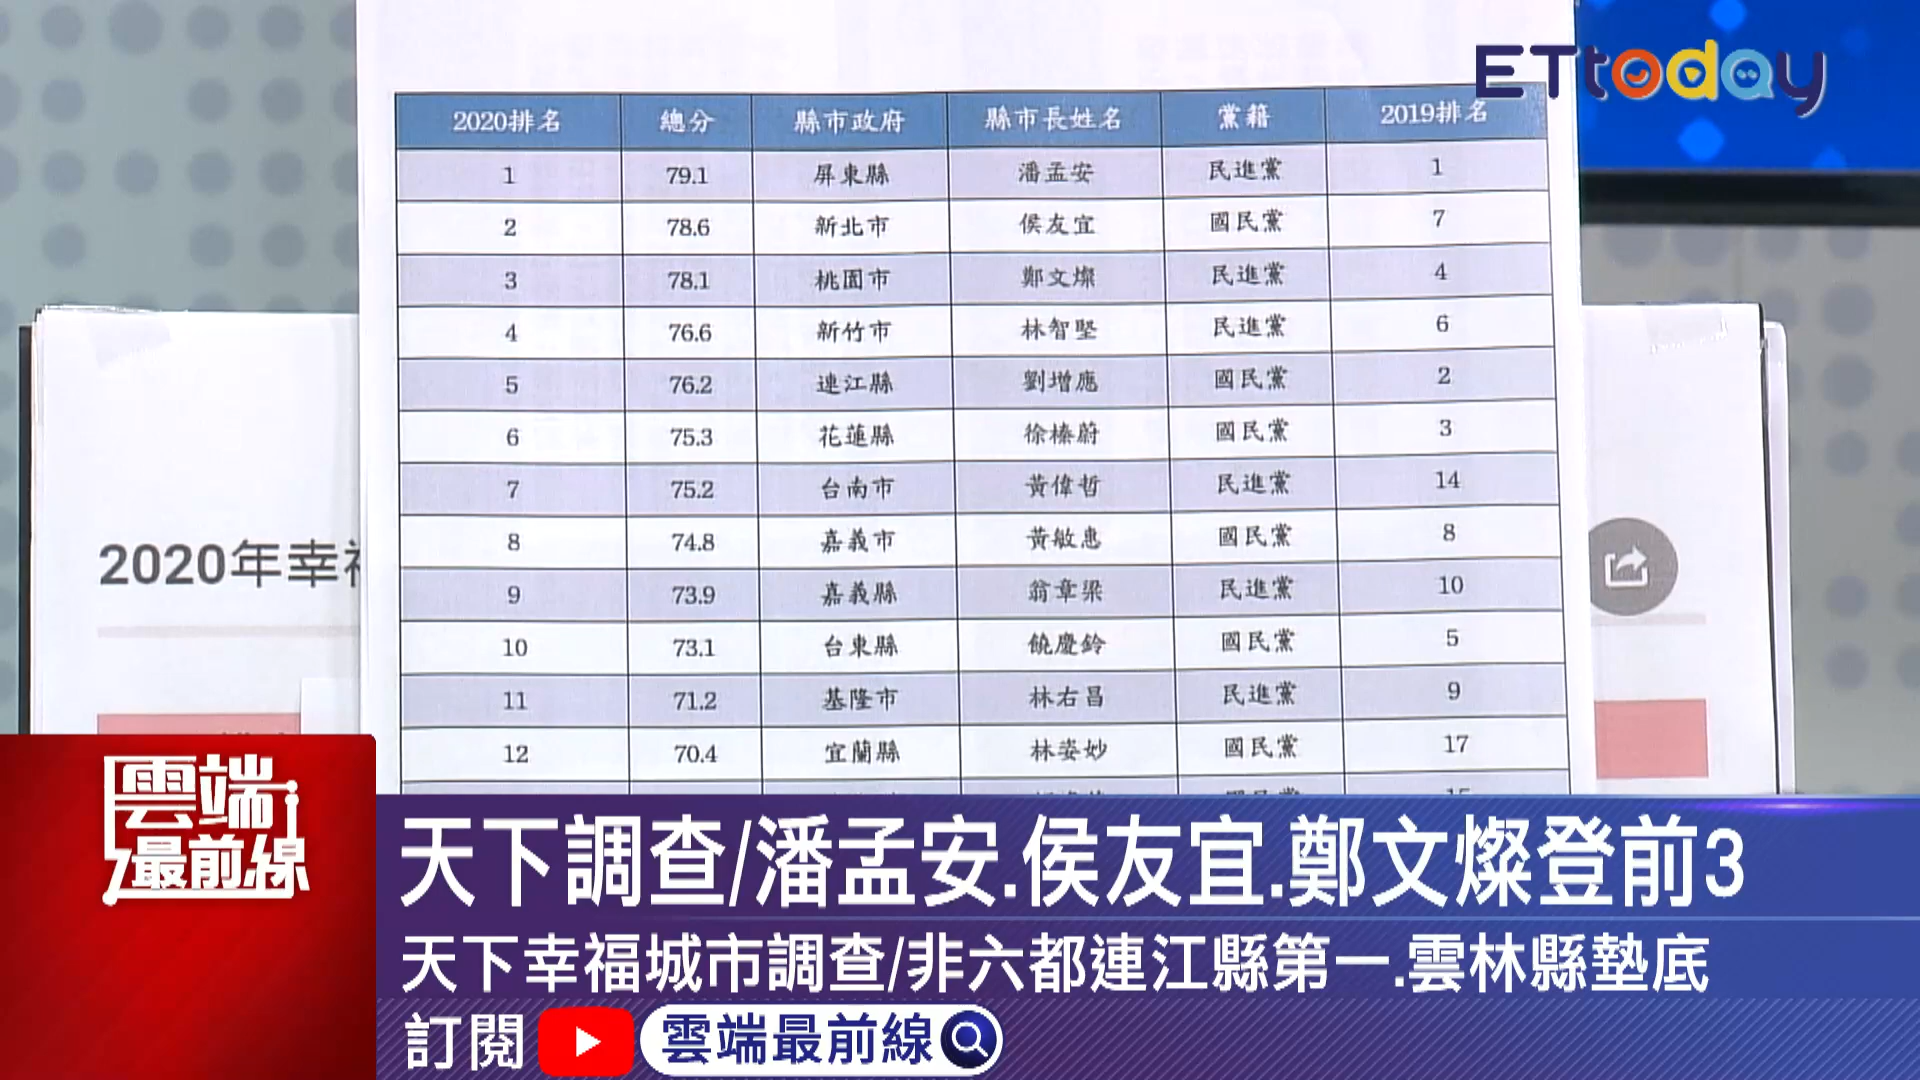 ETtoday
2020排名 總分 縣市政府 縣市長姓名 黨籍 2019排名
1 79.1 屏東縣 潘孟安 民進黨 1
2 78.6 新北市 侯友宜 國民黨 7
3 78.1 桃園市 鄭文燦 民進黨 4
4 76.6 新竹市 林智堅 民進黨 6
5 76.2 連江縣 劉增應 國民黨 2
6 75.3 花蓮縣 徐榛蔚 國民黨 3
7 75.2 台南市 黃偉哲 民進黨 14
8 74.8 嘉義市 黃敏惠 國民黨 8
9 73.9 嘉義縣 翁章梁 民進黨 10
10 73.1 台東縣 饒慶鈴 國民黨 5
11 71.2 基隆市 林右昌 民進黨 9
12 70.4 宜蘭縣 林姿妙 國民黨 17
2020年幸
雲端
最前線
天下調查/潘孟安.侯友宜.鄭文燦登前3
天下幸福城市調查/非六都連江縣第一.雲林縣墊底
訂閱 雲端最前線